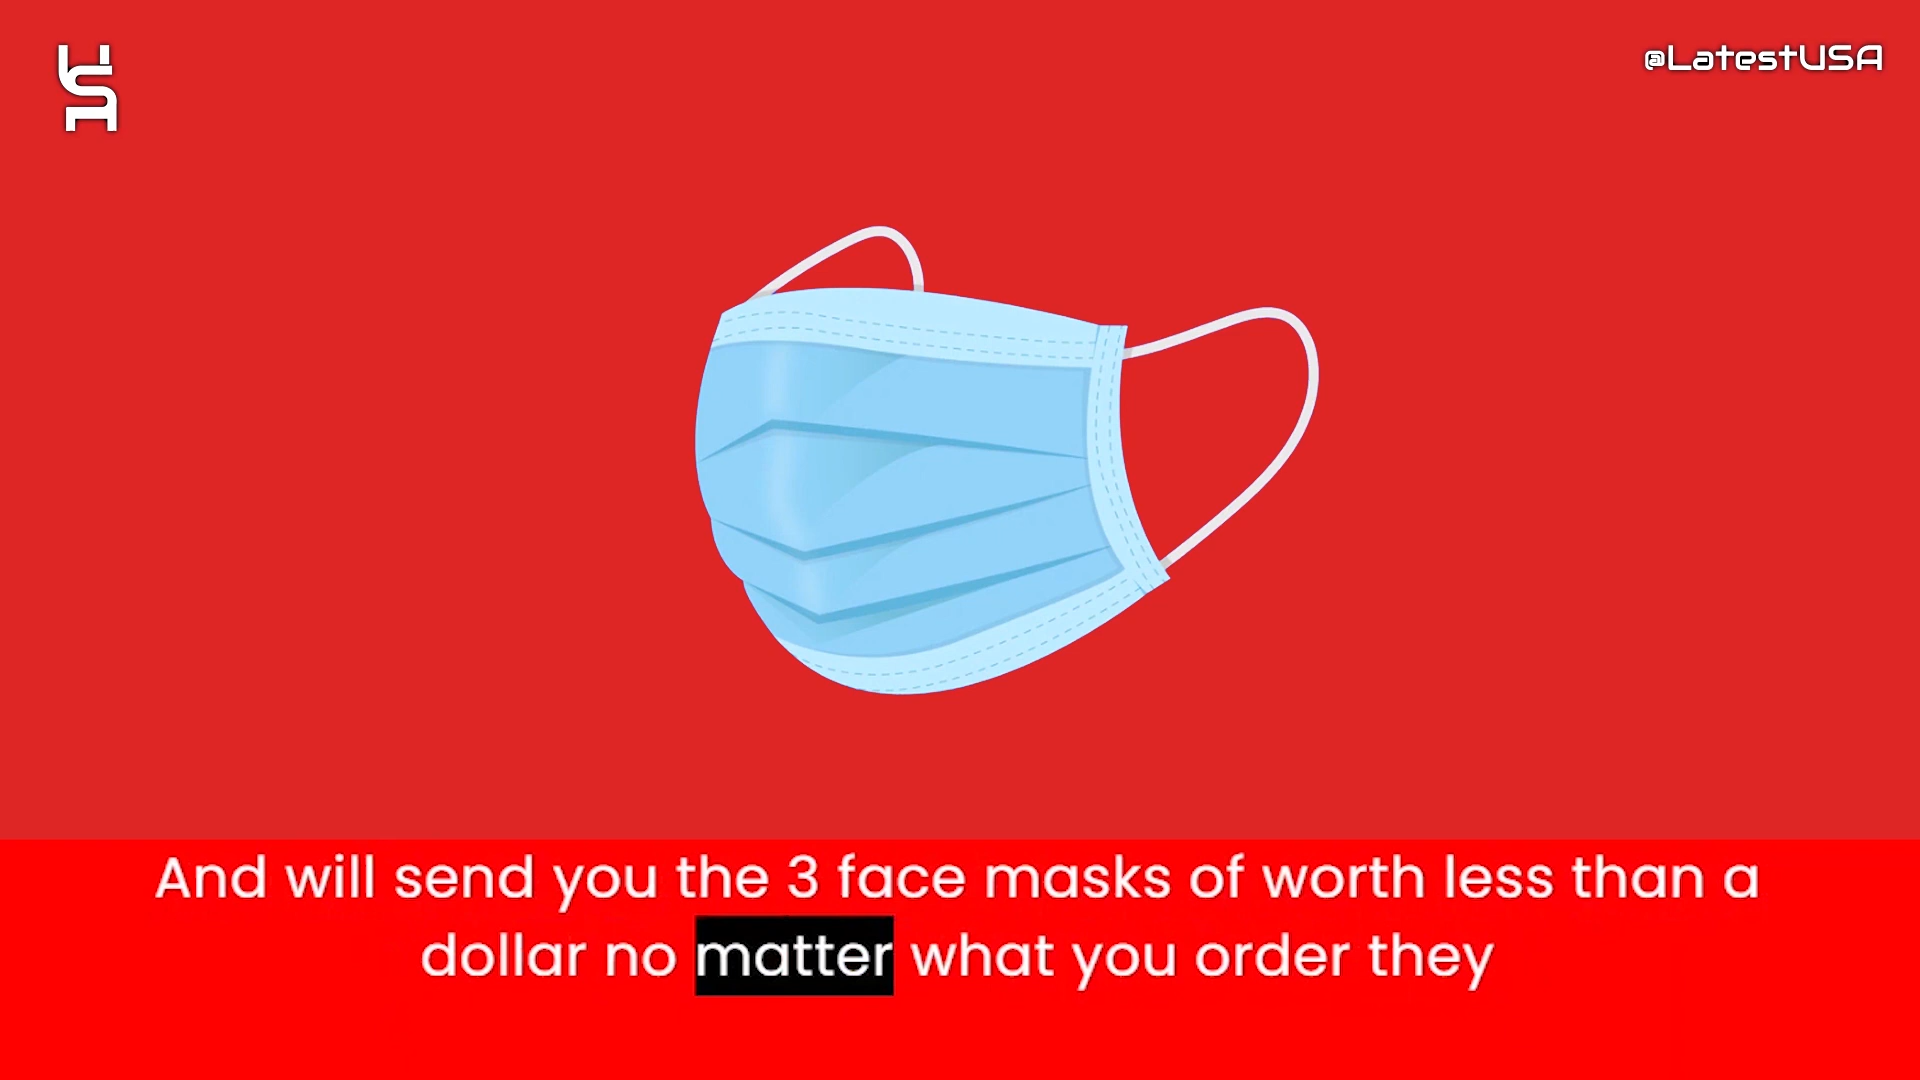 USA
@LatestUSA
And will send you the 3 face masks of worth less than a
dollar no matter what you order they